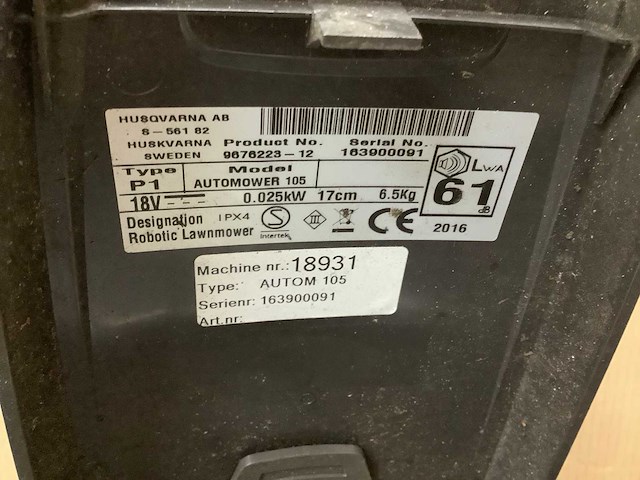 HUSQVARNA AB
S-561 82
HUSKVARNA
SWEDEN
Product No. Serial No.
9676223-12 163900091
Type Model
P1 AUTOMOWER 105
18V 0.025kW 17cm 6.5Kg
Designation IPX4
Robotic Lawnmower
S
Intertek
III
CE
LWA
61
dB
2016
Machine nr.:18931
Type: AUTOM 105
Serienr: 163900091
Art.nr: